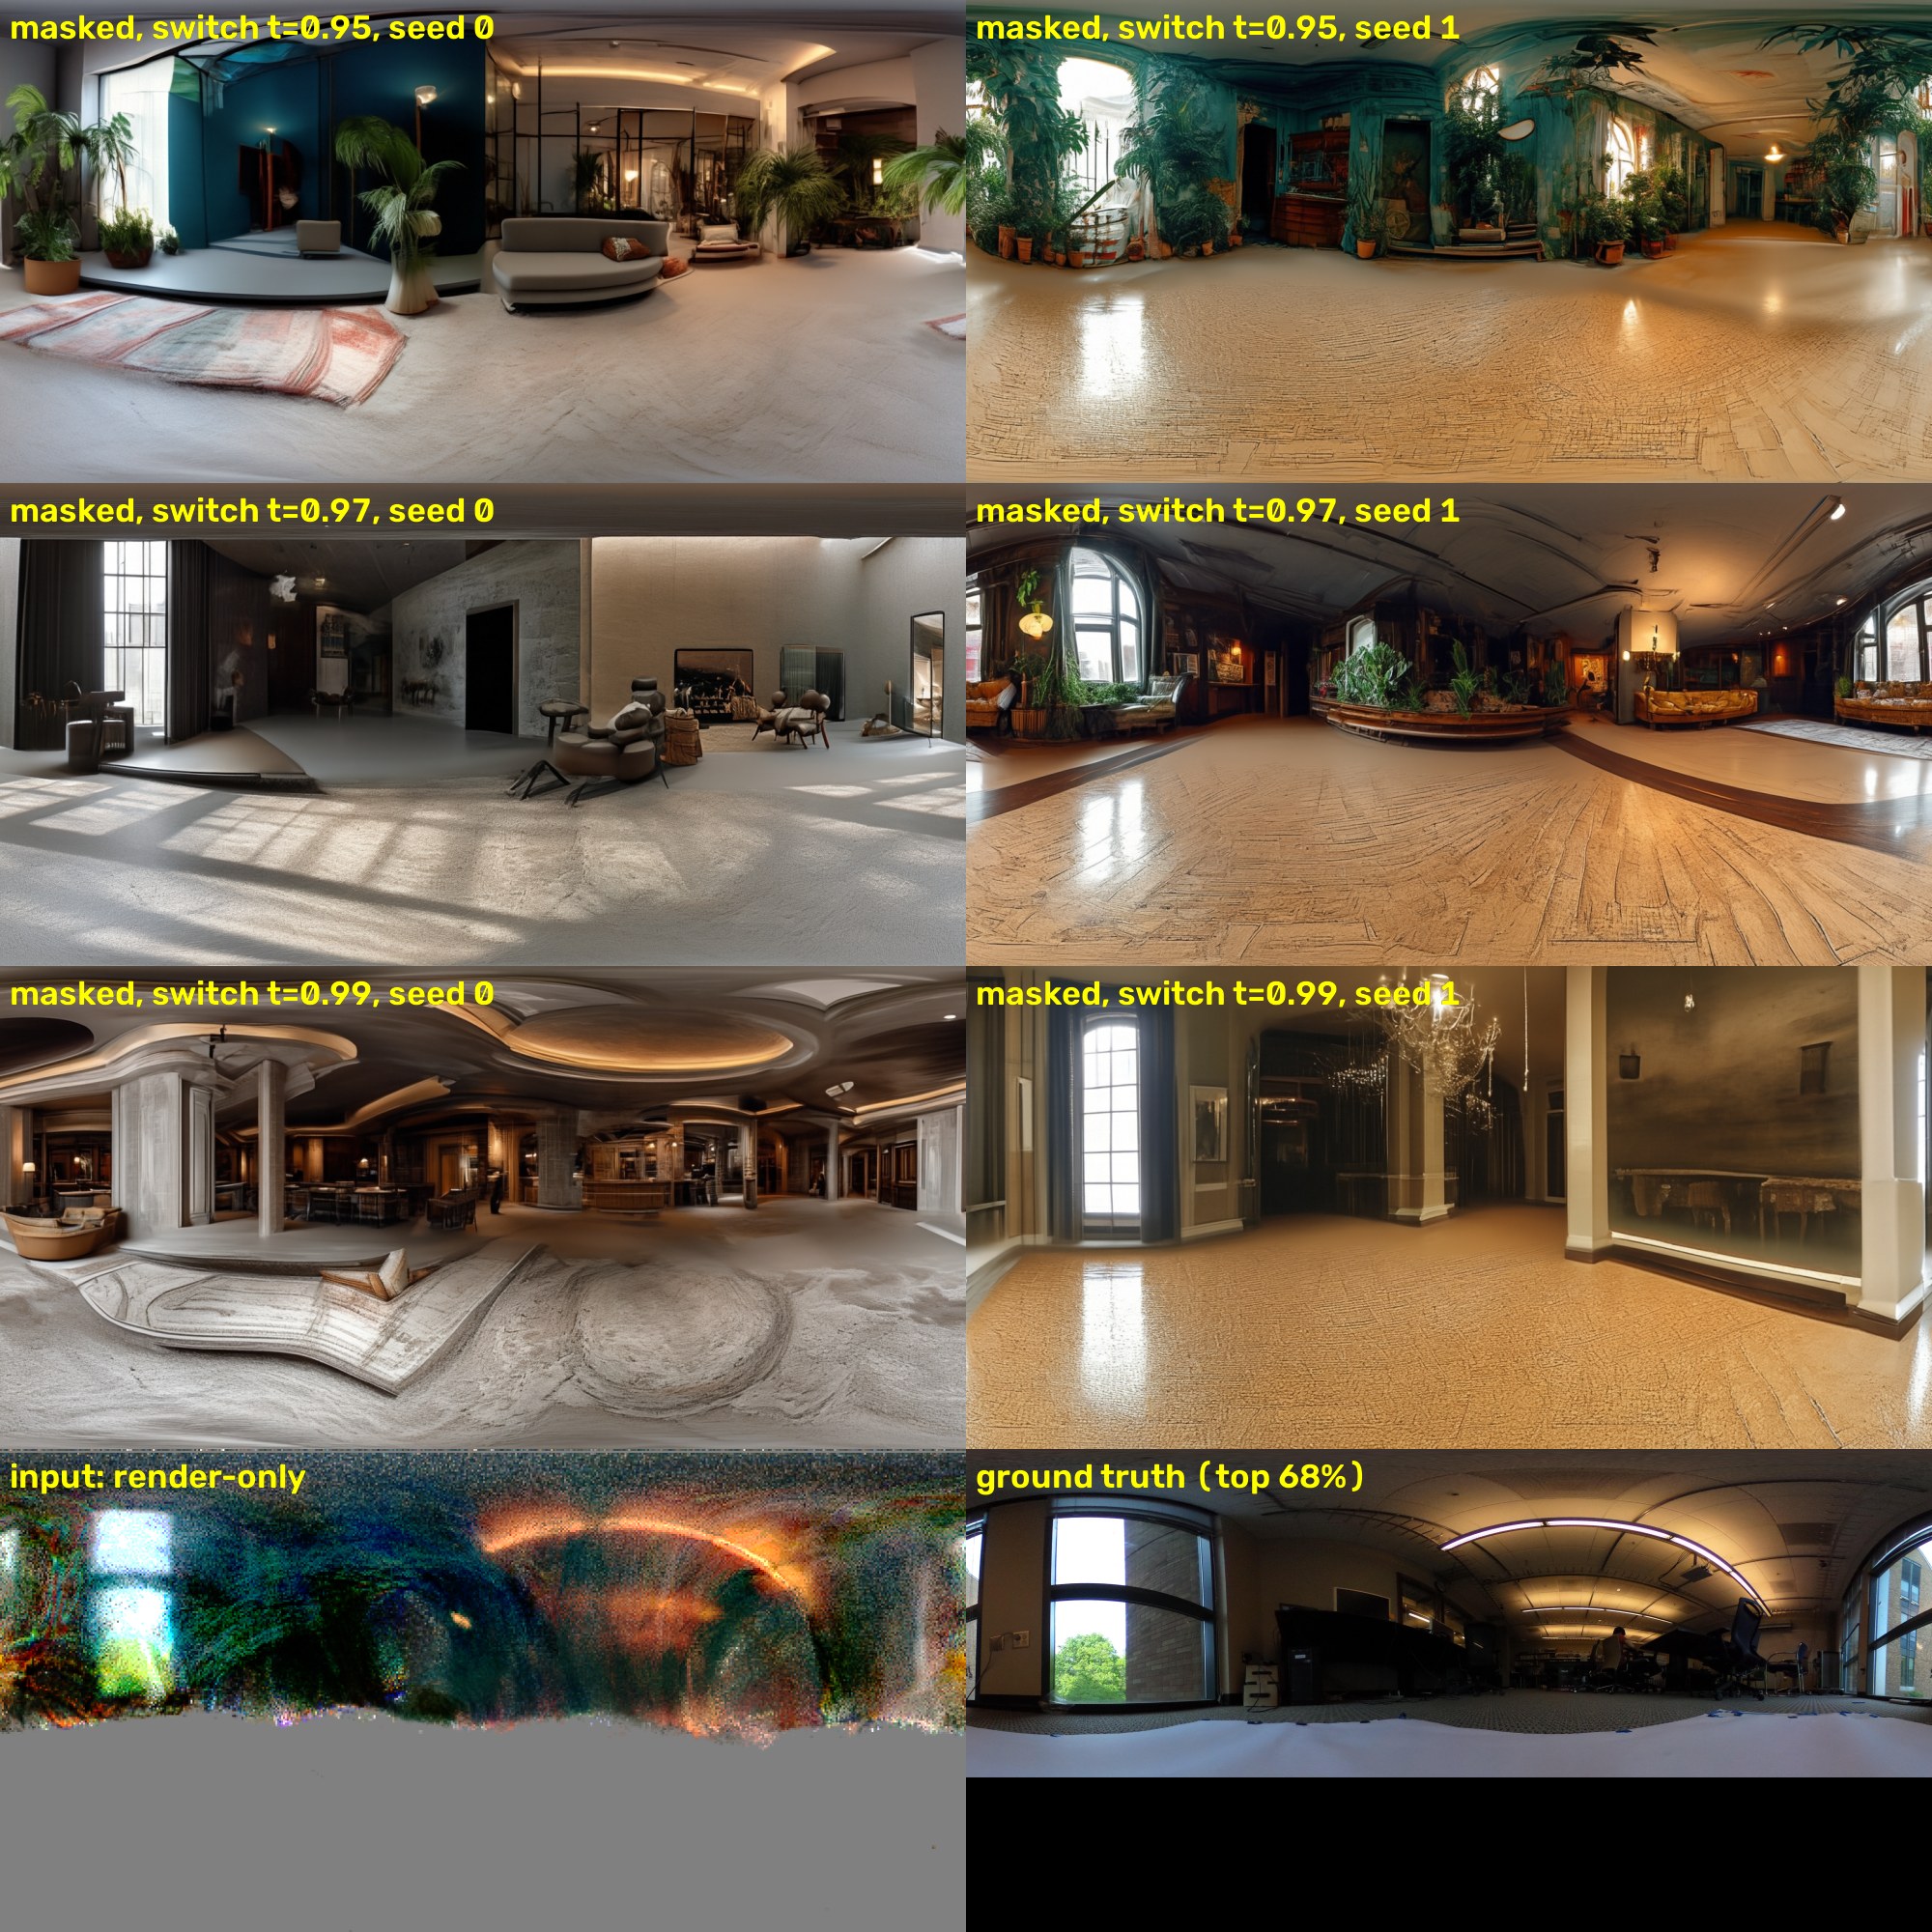 masked, switch t=0.95, seed 0
masked, switch t=0.95, seed 1
masked, switch t=0.97, seed 0
masked, switch t=0.97, seed 1
masked, switch t=0.99, seed 0
masked, switch t=0.99, seed 1
input: render-only
ground truth (top 68%)